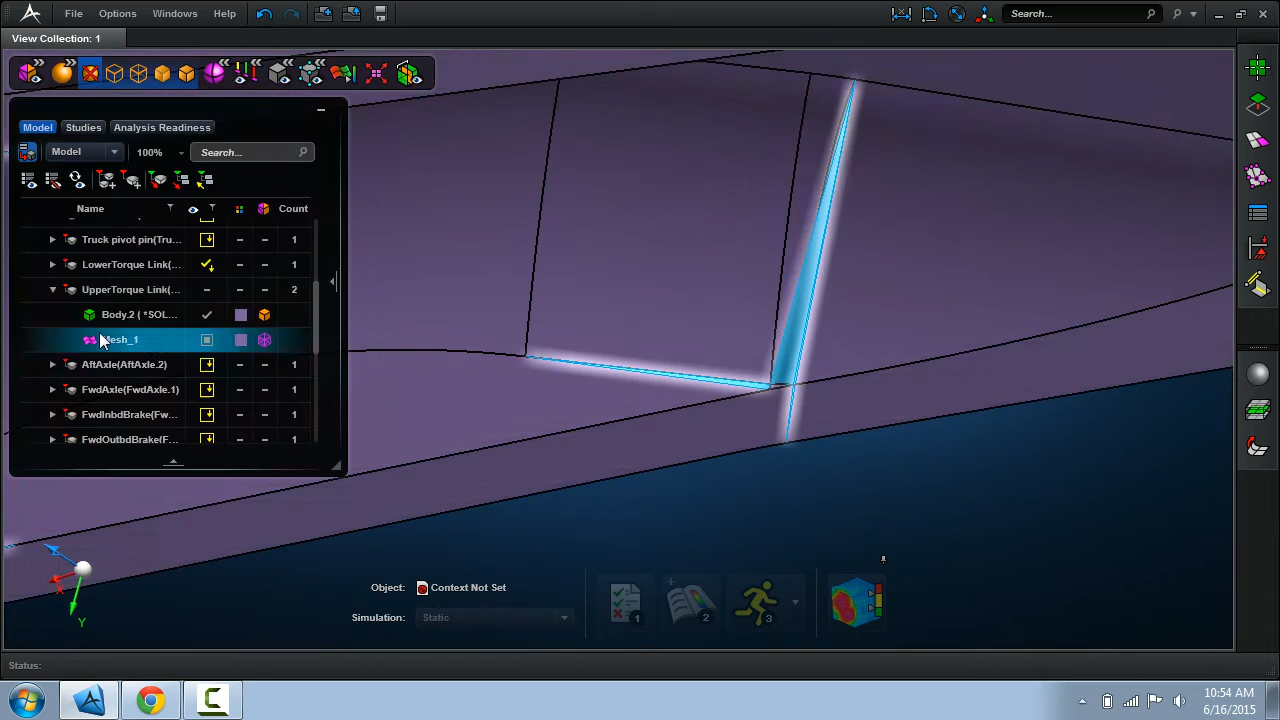 File Options Windows Help Search...
View Collection: 1
Model Studies Analysis Readiness
Model 100% Search...
Name Count
Truck pivot pin(Tru... 1
LowerTorque Link(... 1
UpperTorque Link(... 2
Body.2 ( *SOL...
Mesh_1
AftAxle(AftAxle.2) 1
FwdAxle(FwdAxle.1) 1
FwdInbdBrake(Fw... 1
FwdOutbdBrake(F... 1
X
Y
Object: Context Not Set
Simulation: Static
1 2 3
Status:
10:54 AM
6/16/2015